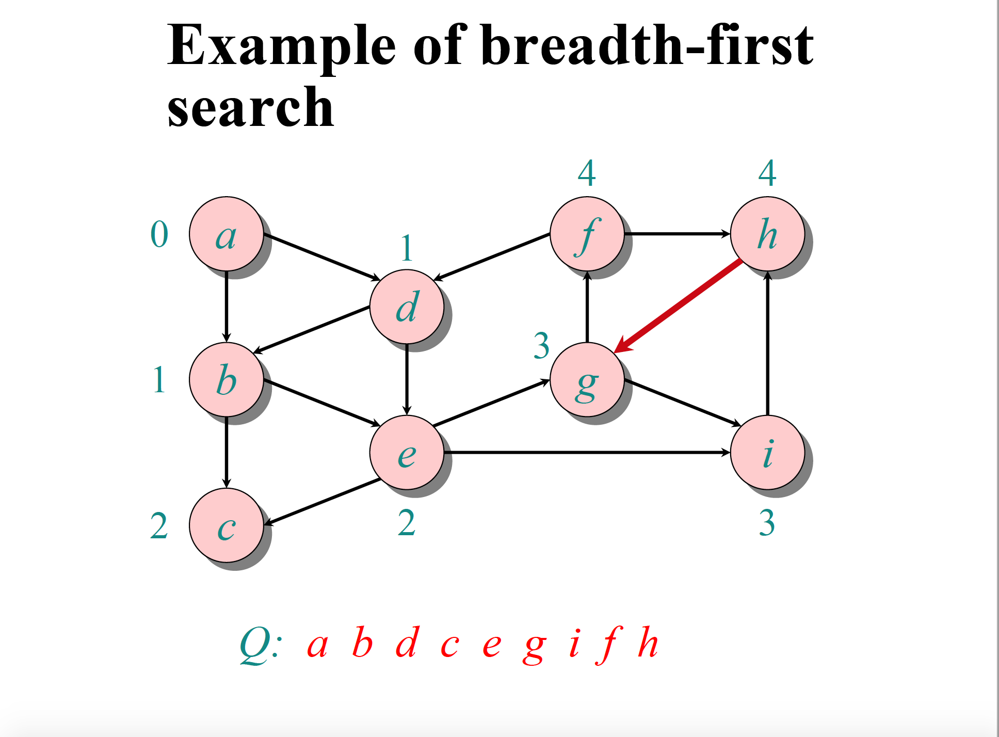 Example of breadth-first
search
4 4
0 a f h
1
d
3
1 b g
e i
2 c 2 3
Q: a b d c e g i f h